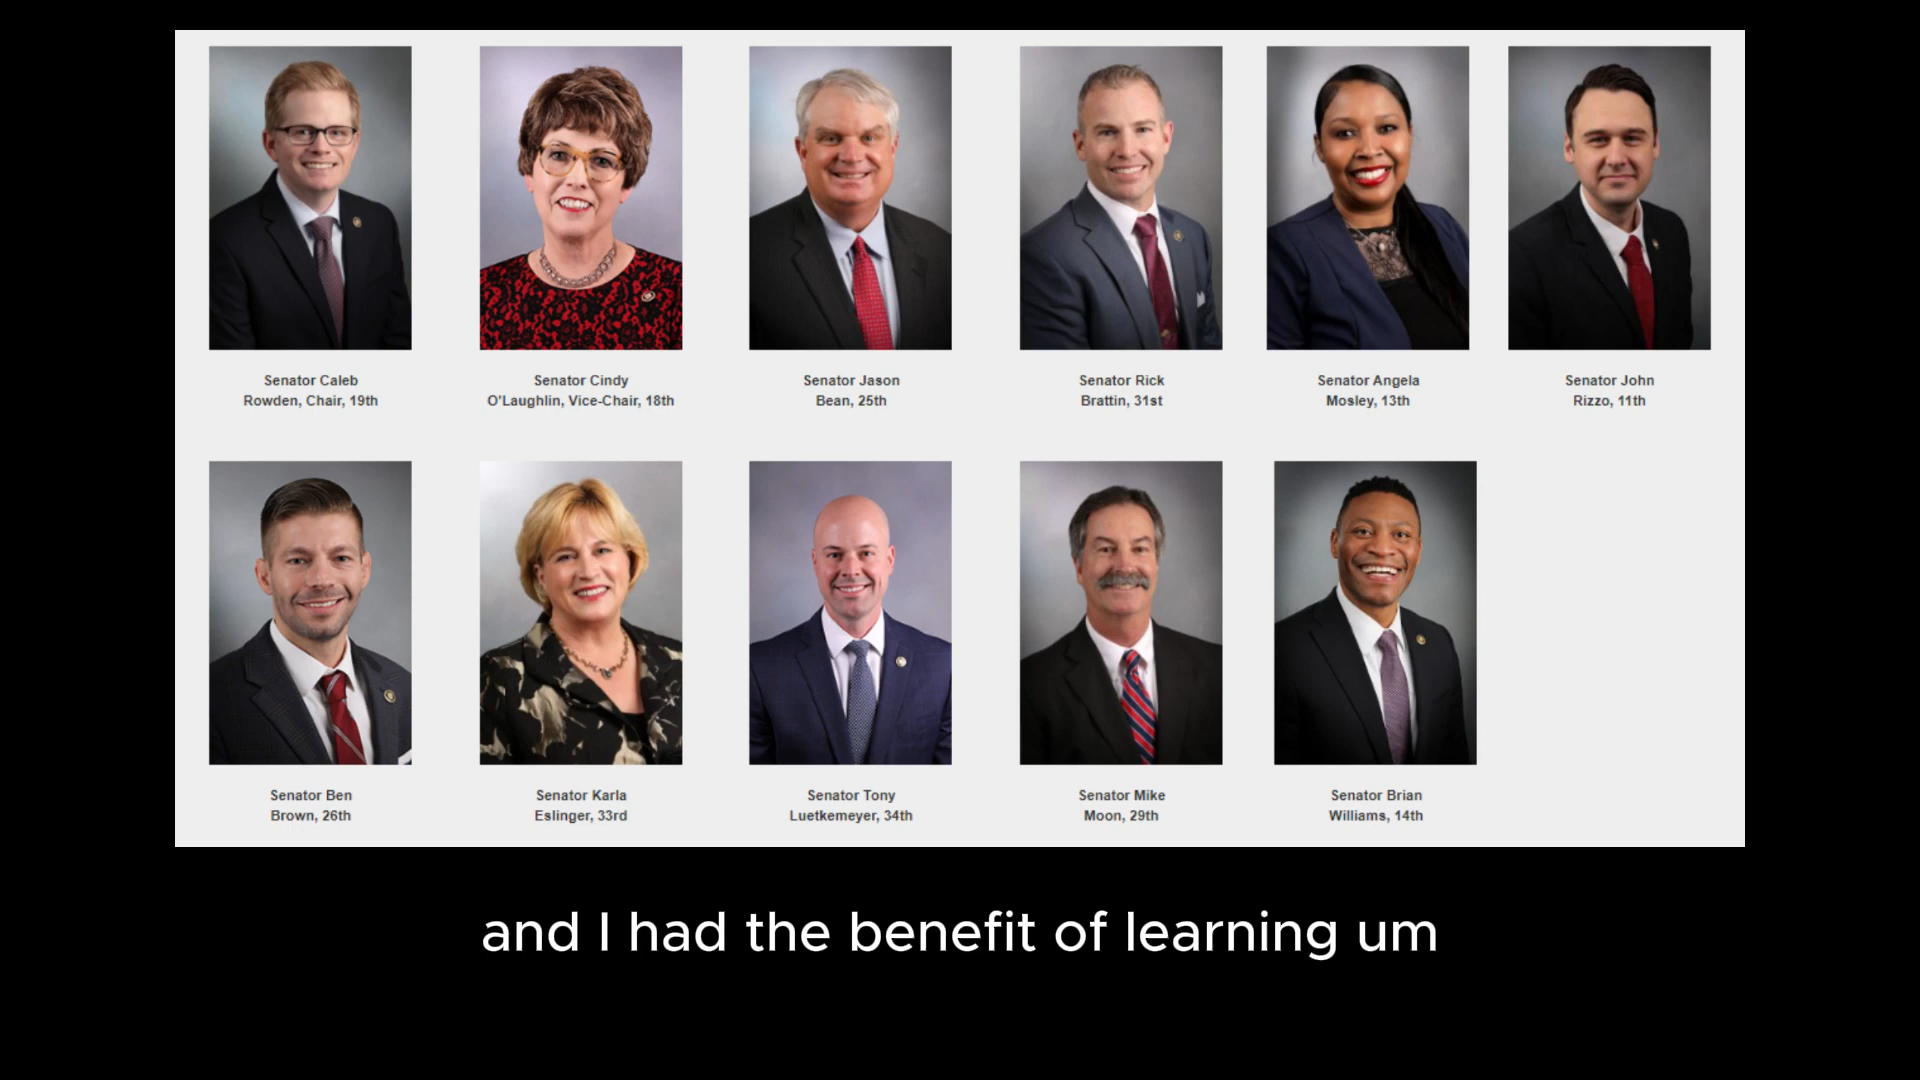 Senator Caleb
Rowden, Chair, 19th
Senator Cindy
O'Laughlin, Vice-Chair, 18th
Senator Jason
Bean, 25th
Senator Rick
Brattin, 31st
Senator Angela
Mosley, 13th
Senator John
Rizzo, 11th
Senator Ben
Brown, 26th
Senator Karla
Eslinger, 33rd
Senator Tony
Luetkemeyer, 34th
Senator Mike
Moon, 29th
Senator Brian
Williams, 14th
and I had the benefit of learning um